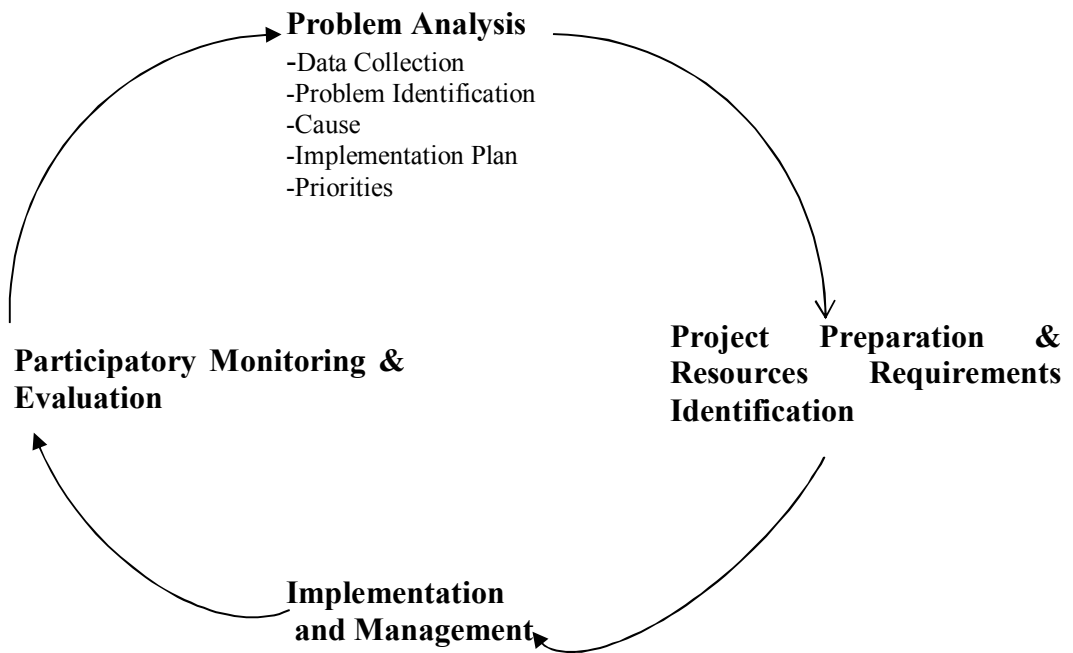 Problem Analysis
-Data Collection
-Problem Identification
-Cause
-Implementation Plan
-Priorities
Project Preparation &
Resources Requirements
Identification
Implementation
and Management
Participatory Monitoring &
Evaluation